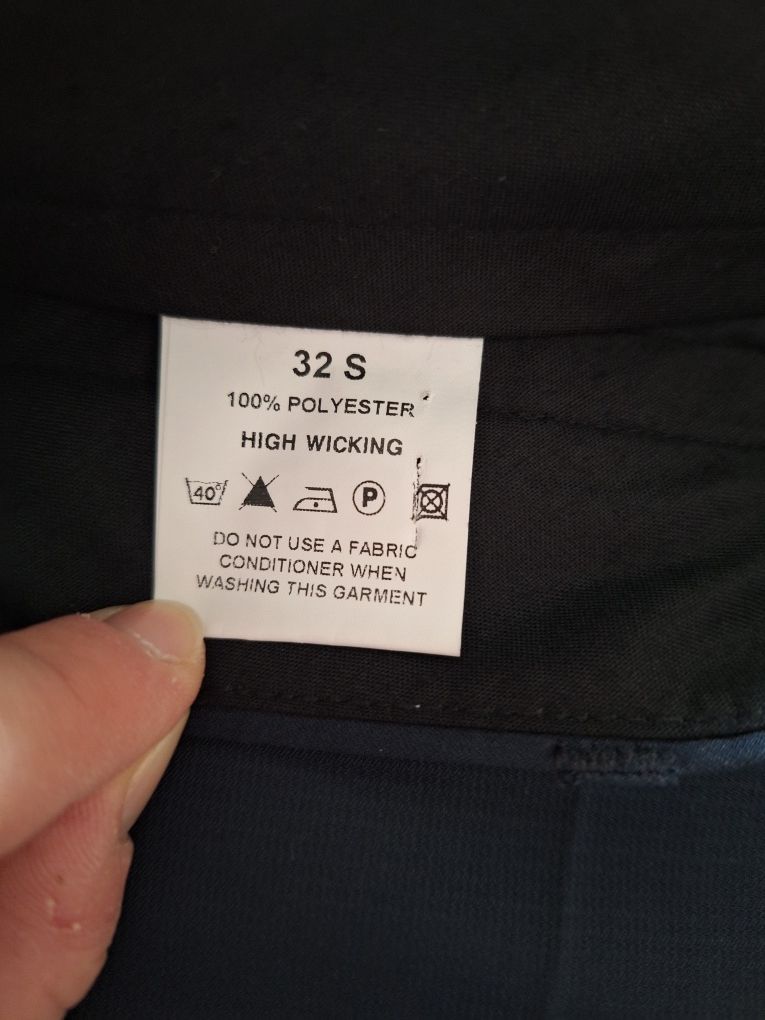 32 S
100% POLYESTER
HIGH WICKING
40° P
DO NOT USE A FABRIC
CONDITIONER WHEN
WASHING THIS GARMENT